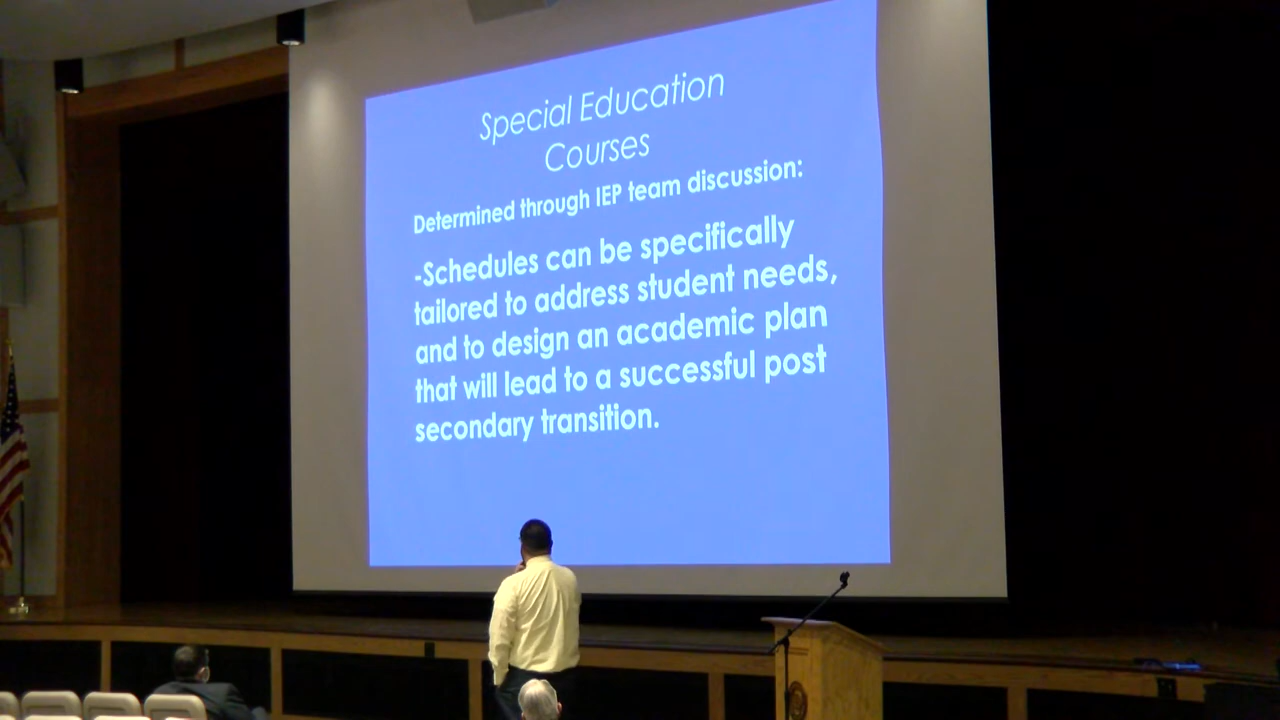 Special Education
Courses
Determined through IEP team discussion:
-Schedules can be specifically
tailored to address student needs,
and to design an academic plan
that will lead to a successful post
secondary transition.